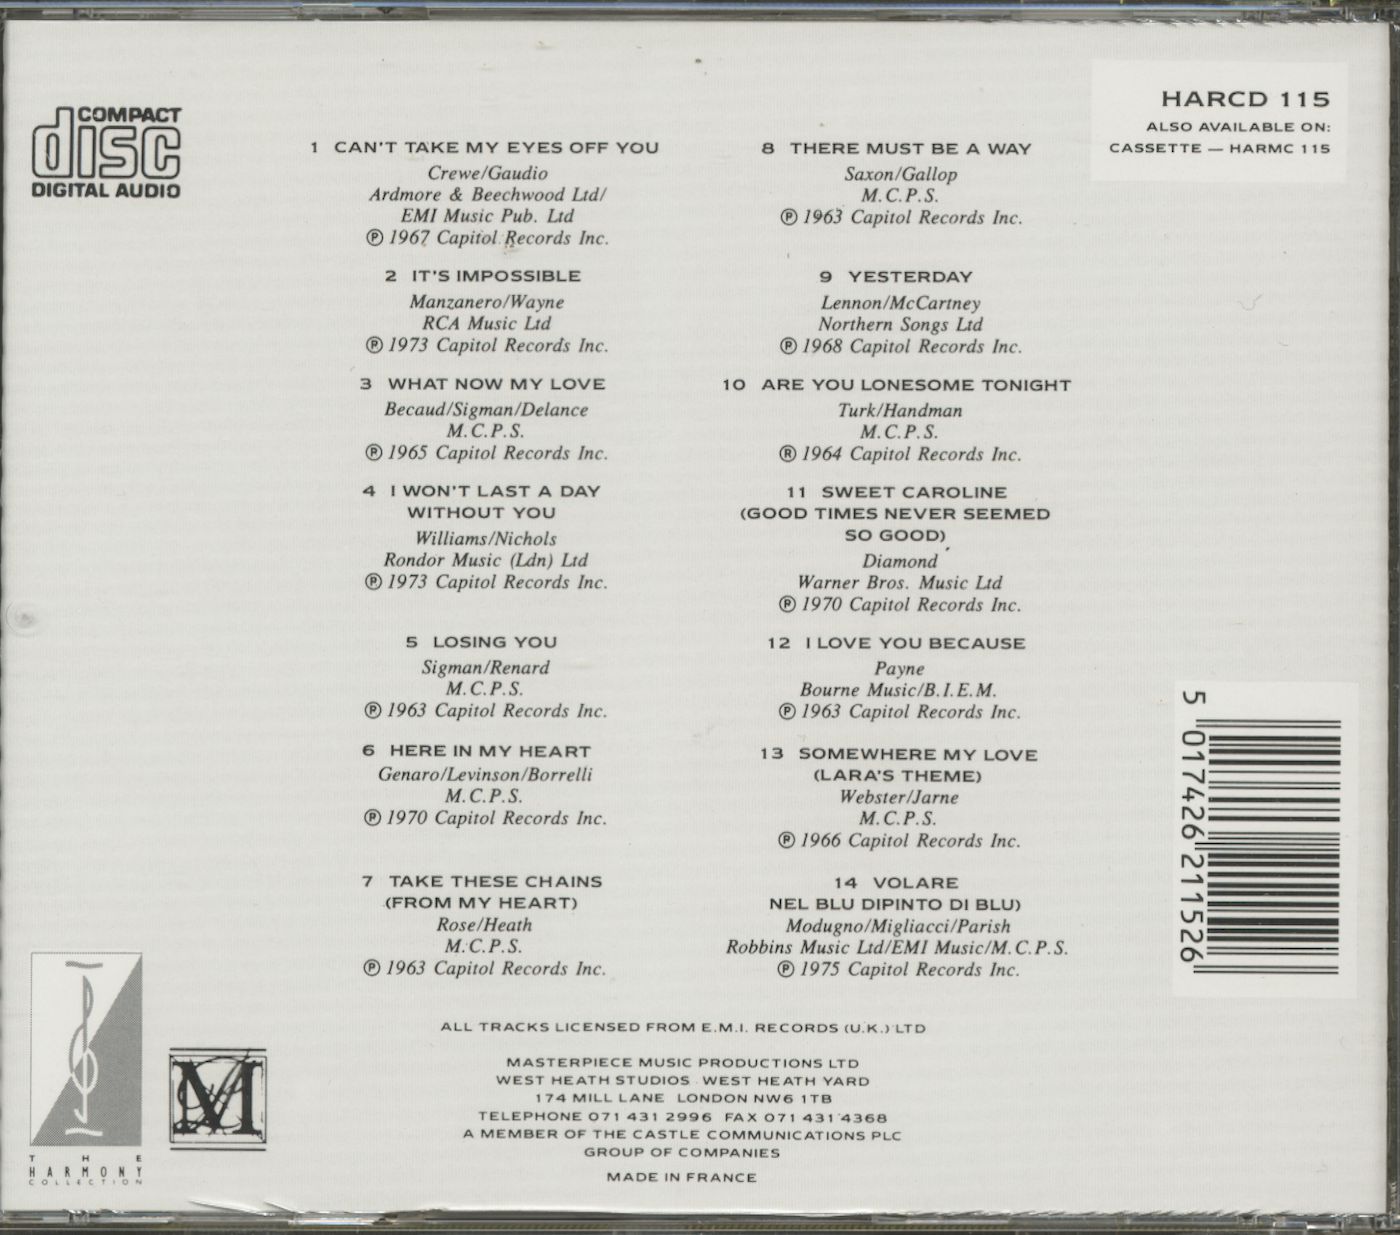 COMPACT
disc
DIGITAL AUDIO
HARCD 115
ALSO AVAILABLE ON:
CASSETTE — HARMC 115
1 CAN'T TAKE MY EYES OFF YOU
Crewe/Gaudio
Ardmore & Beechwood Ltd/
EMI Music Pub. Ltd
Ⓟ 1967 Capitol Records Inc.
2 IT'S IMPOSSIBLE
Manzanero/Wayne
RCA Music Ltd
Ⓟ 1973 Capitol Records Inc.
3 WHAT NOW MY LOVE
Becaud/Sigman/Delance
M.C.P.S.
Ⓟ 1965 Capitol Records Inc.
4 I WON'T LAST A DAY
WITHOUT YOU
Williams/Nichols
Rondor Music (Ldn) Ltd
Ⓟ 1973 Capitol Records Inc.
5 LOSING YOU
Sigman/Renard
M.C.P.S.
Ⓟ 1963 Capitol Records Inc.
6 HERE IN MY HEART
Genaro/Levinson/Borrelli
M.C.P.S.
Ⓟ 1970 Capitol Records Inc.
7 TAKE THESE CHAINS
(FROM MY HEART)
Rose/Heath
M.C.P.S.
Ⓟ 1963 Capitol Records Inc.
8 THERE MUST BE A WAY
Saxon/Gallop
M.C.P.S.
Ⓟ 1963 Capitol Records Inc.
9 YESTERDAY
Lennon/McCartney
Northern Songs Ltd
Ⓟ 1968 Capitol Records Inc.
10 ARE YOU LONESOME TONIGHT
Turk/Handman
M.C.P.S.
® 1964 Capitol Records Inc.
11 SWEET CAROLINE
(GOOD TIMES NEVER SEEMED
SO GOOD)
Diamond
Warner Bros. Music Ltd
Ⓟ 1970 Capitol Records Inc.
12 I LOVE YOU BECAUSE
Payne
Bourne Music/B.I.E.M.
Ⓟ 1963 Capitol Records Inc.
13 SOMEWHERE MY LOVE
(LARA'S THEME)
Webster/Jarne
M.C.P.S.
Ⓟ 1966 Capitol Records Inc.
14 VOLARE
NEL BLU DIPINTO DI BLU)
Modugno/Migliacci/Parish
Robbins Music Ltd/EMI Music/M.C.P.S.
Ⓟ 1975 Capitol Records Inc.
5 017426 211526
ALL TRACKS LICENSED FROM E.M.I. RECORDS (U.K.) LTD
MASTERPIECE MUSIC PRODUCTIONS LTD
WEST HEATH STUDIOS WEST HEATH YARD
174 MILL LANE LONDON NW6 1TB
TELEPHONE 071 431 2996 FAX 071 431 4368
A MEMBER OF THE CASTLE COMMUNICATIONS PLC
GROUP OF COMPANIES
MADE IN FRANCE
M
THE
HARMONY
COLLECTION